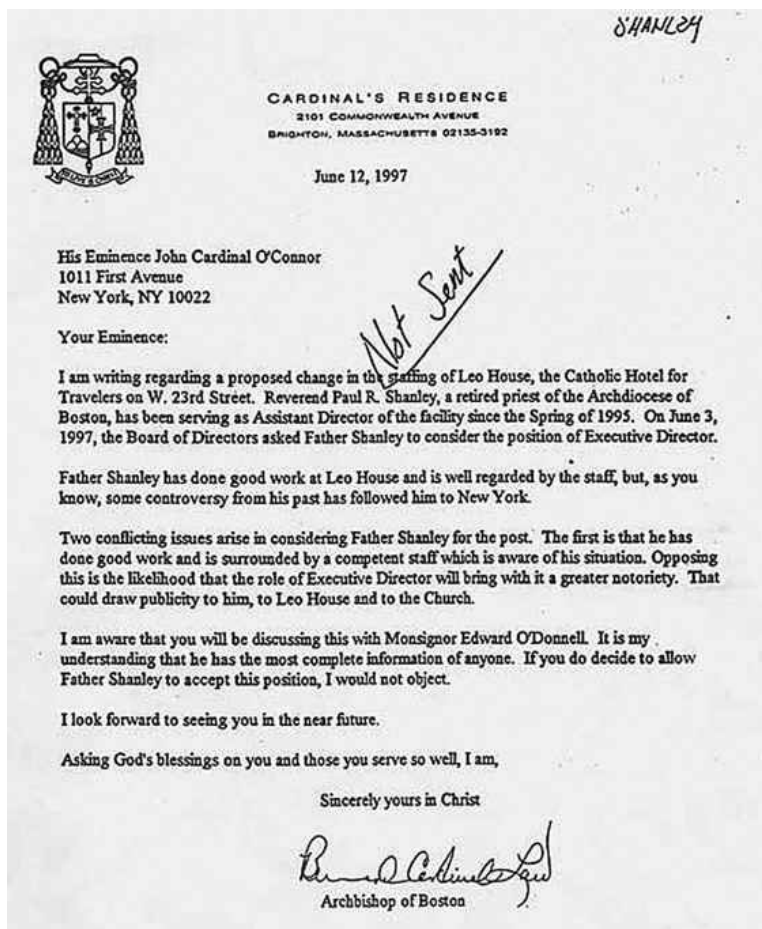 SHANLEY
CARDINAL'S RESIDENCE
2101 COMMONWEALTH AVENUE
BRIGHTON, MASSACHUSETTS 02135-3192
June 12, 1997
His Eminence John Cardinal O'Connor
1011 First Avenue
New York, NY 10022
Not Sent
Your Eminence:
I am writing regarding a proposed change in the staffing of Leo House, the Catholic Hotel for
Travelers on W. 23rd Street. Reverend Paul R. Shanley, a retired priest of the Archdiocese of
Boston, has been serving as Assistant Director of the facility since the Spring of 1995. On June 3,
1997, the Board of Directors asked Father Shanley to consider the position of Executive Director.
Father Shanley has done good work at Leo House and is well regarded by the staff, but, as you
know, some controversy from his past has followed him to New York.
Two conflicting issues arise in considering Father Shanley for the post. The first is that he has
done good work and is surrounded by a competent staff which is aware of his situation. Opposing
this is the likelihood that the role of Executive Director will bring with it a greater notoriety. That
could draw publicity to him, to Leo House and to the Church.
I am aware that you will be discussing this with Monsignor Edward O'Donnell. It is my
understanding that he has the most complete information of anyone. If you do decide to allow
Father Shanley to accept this position, I would not object.
I look forward to seeing you in the near future.
Asking God's blessings on you and those you serve so well, I am,
Sincerely yours in Christ
Bernard Cardinal Law
Archbishop of Boston